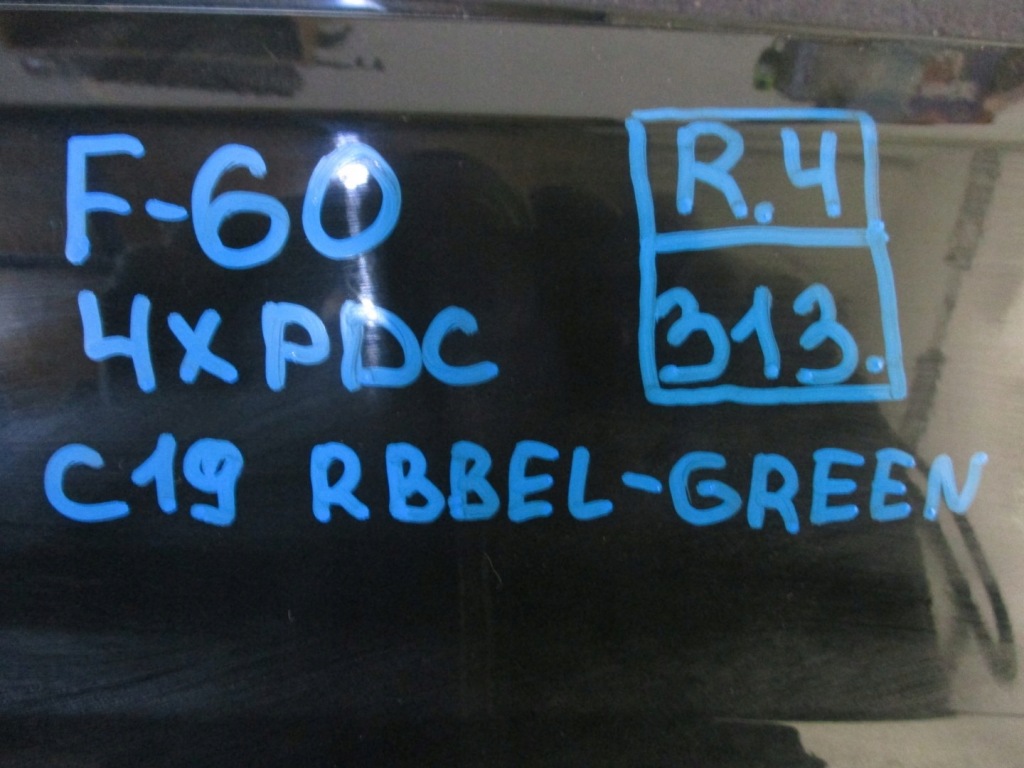 F-60
4xPDC
C19 RBBEL-GREEN
R.4
313.